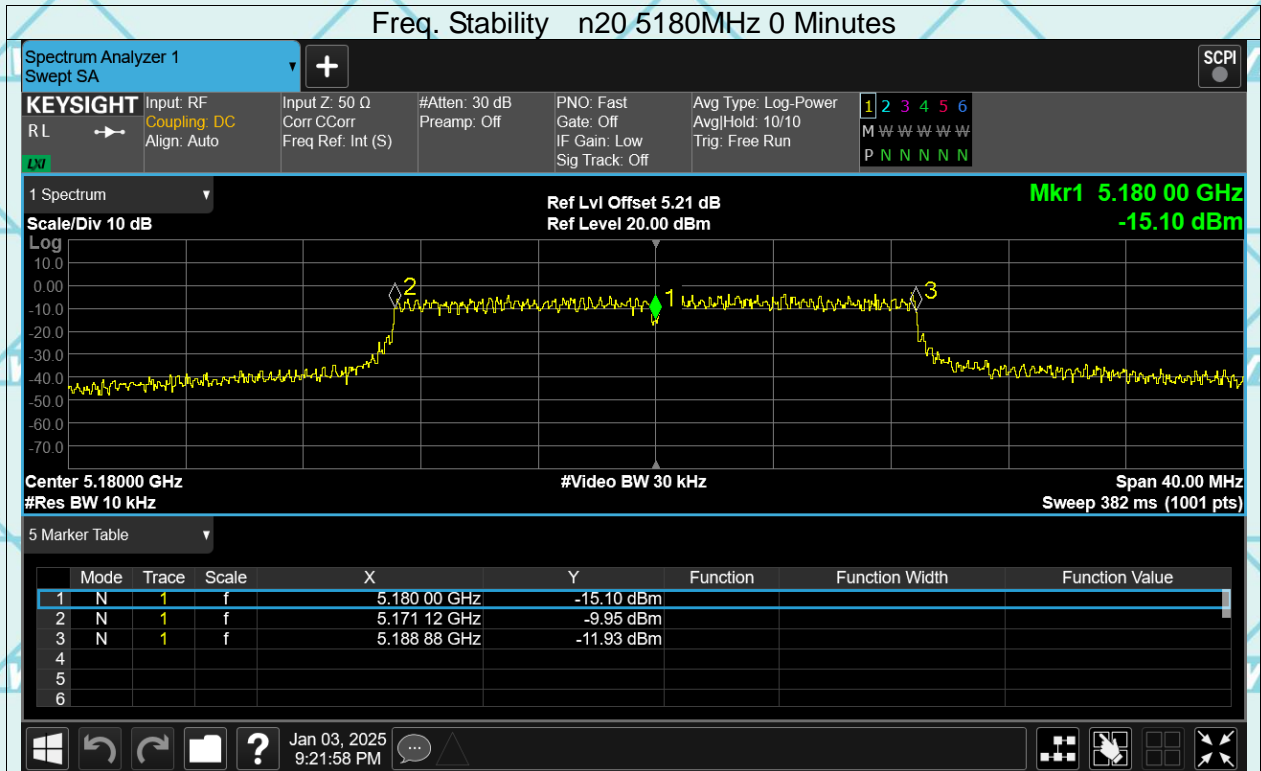 Freq. Stability n20 5180MHz 0 Minutes
Spectrum Analyzer 1
Swept SA
+
SCPI
KEYSIGHT
R L
LXI
Input: RF
Coupling: DC
Align: Auto
Input Z: 50 Ω
Corr CCorr
Freq Ref: Int (S)
#Atten: 30 dB
Preamp: Off
PNO: Fast
Gate: Off
IF Gain: Low
Sig Track: Off
Avg Type: Log-Power
Avg|Hold: 10/10
Trig: Free Run
1 2 3 4 5 6
M W W W W W
P N N N N N
1 Spectrum
Scale/Div 10 dB
Ref Lvl Offset 5.21 dB
Ref Level 20.00 dBm
Mkr1 5.180 00 GHz
-15.10 dBm
Log
10.0
0.00
-10.0
-20.0
-30.0
-40.0
-50.0
-60.0
-70.0
2
1
3
Center 5.18000 GHz
#Res BW 10 kHz
#Video BW 30 kHz
Span 40.00 MHz
Sweep 382 ms (1001 pts)
5 Marker Table
Mode Trace Scale X Y Function Function Width Function Value
1 N 1 f 5.180 00 GHz -15.10 dBm
2 N 1 f 5.171 12 GHz -9.95 dBm
3 N 1 f 5.188 88 GHz -11.93 dBm
4
5
6
?
Jan 03, 2025
9:21:58 PM